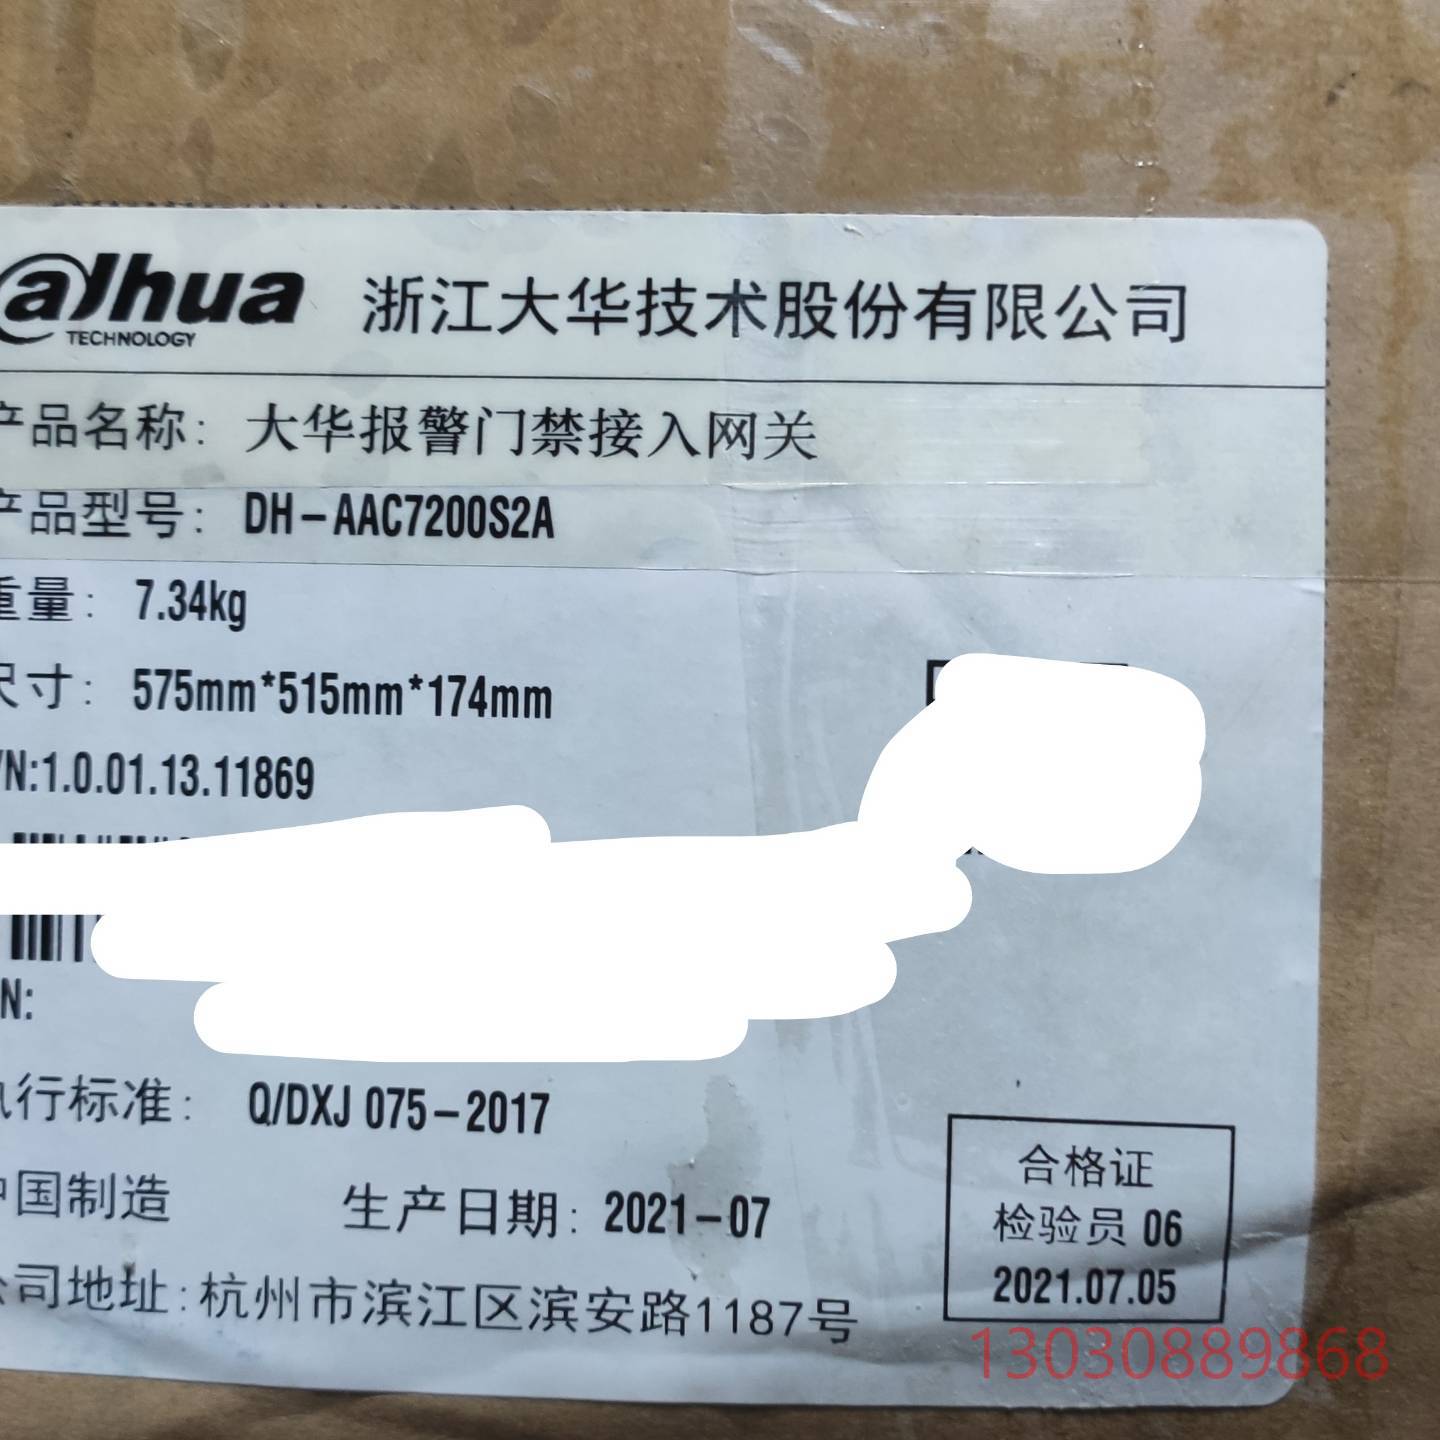 alhua
TECHNOLOGY
浙江大华技术股份有限公司
产品名称: 大华报警门禁接入网关
产品型号: DH-AAC7200S2A
重量: 7.34kg
尺寸: 575mm*515mm*174mm
/N:1.0.01.13.11869
N:
执行标准: Q/DXJ 075-2017
中国制造 生产日期: 2021-07
公司地址:杭州市滨江区滨安路1187号
合格证
检验员 06
2021.07.05
13030889868